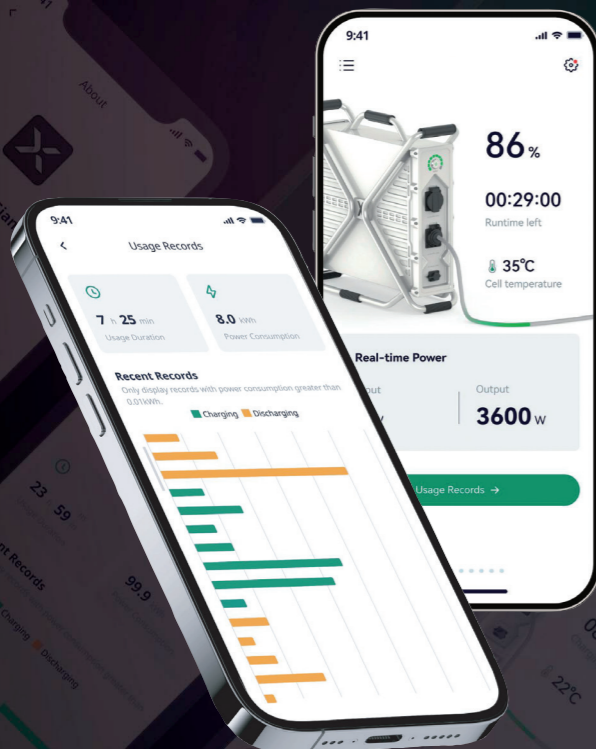 About
9:41
86%
00:29:00
Runtime left
35°C
Cell temperature
Real-time Power
Output
3600 W
Usage Records →
9:41
Usage Records
7 h 25 min
Usage Duration
8.0 kWh
Power Consumption
Recent Records
Only display records with power consumption greater than
0.01kWh.
Charging
Discharging
23 59
99.9
Charging
Discharging
22°C